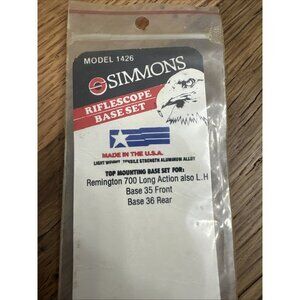 MODEL 1426
SIMMONS
RIFLESCOPE
BASE SET
MADE IN THE U.S.A.
LIGHT WEIGHT TENSILE STRENGTH ALUMINUM ALLOY
TOP MOUNTING BASE SET FOR:
Remington 700 Long Action also L.H
Base 35 Front
Base 36 Rear